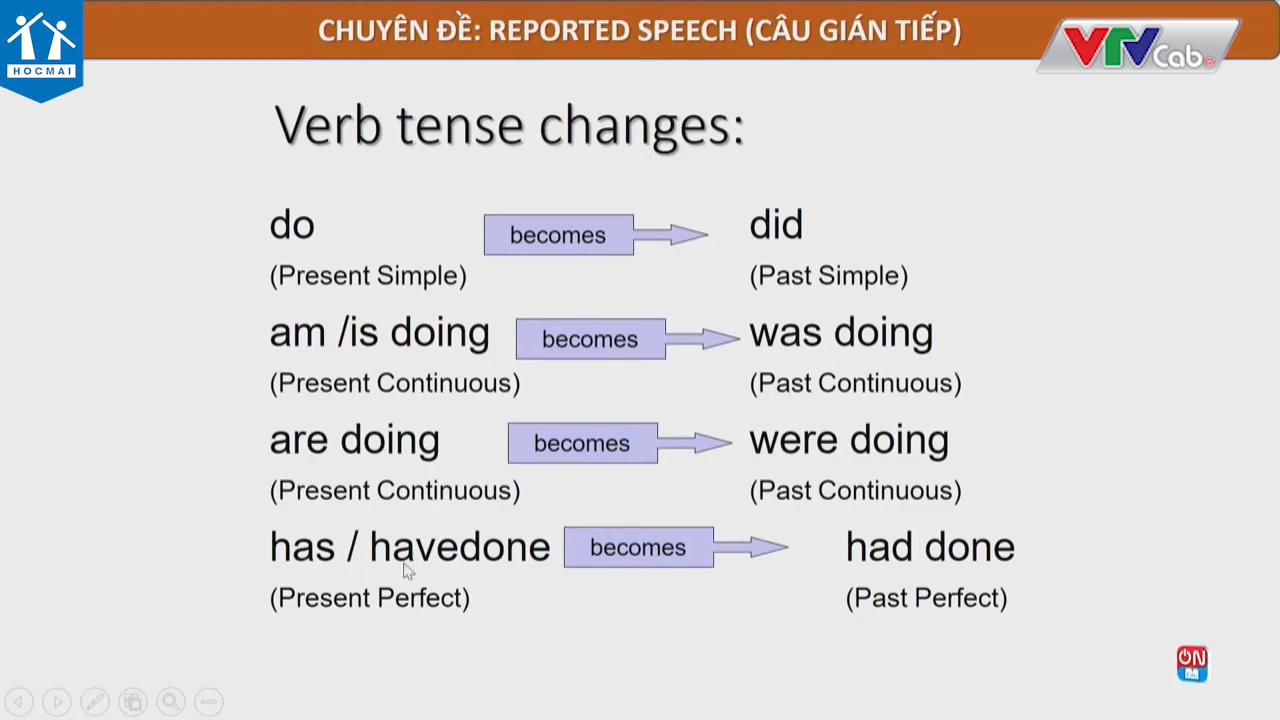 CHUYÊN ĐỀ: REPORTED SPEECH (CÂU GIÁN TIẾP)
HOCMAI
VTVCab
Verb tense changes:
do becomes did
(Present Simple) (Past Simple)
am /is doing becomes was doing
(Present Continuous) (Past Continuous)
are doing becomes were doing
(Present Continuous) (Past Continuous)
has / havedone becomes had done
(Present Perfect) (Past Perfect)
ON